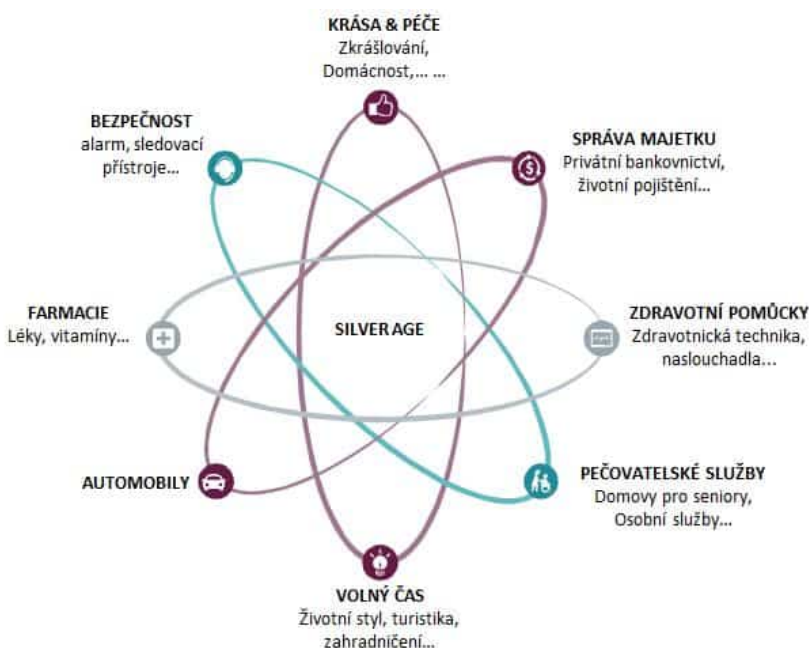 KRÁSA & PÉČE
Zkrášlování,
Domácnost,... ...
BEZPEČNOST
alarm, sledovací
přístroje...
SPRÁVA MAJETKU
Privátní bankovnictví,
životní pojištění...
FARMACIE
Léky, vitamíny...
SILVER AGE
ZDRAVOTNÍ POMŮCKY
Zdravotnická technika,
naslouchadla...
AUTOMOBILY
PEČOVATELSKÉ SLUŽBY
Domovy pro seniory,
Osobní služby...
VOLNÝ ČAS
Životní styl, turistika,
zahradničení...